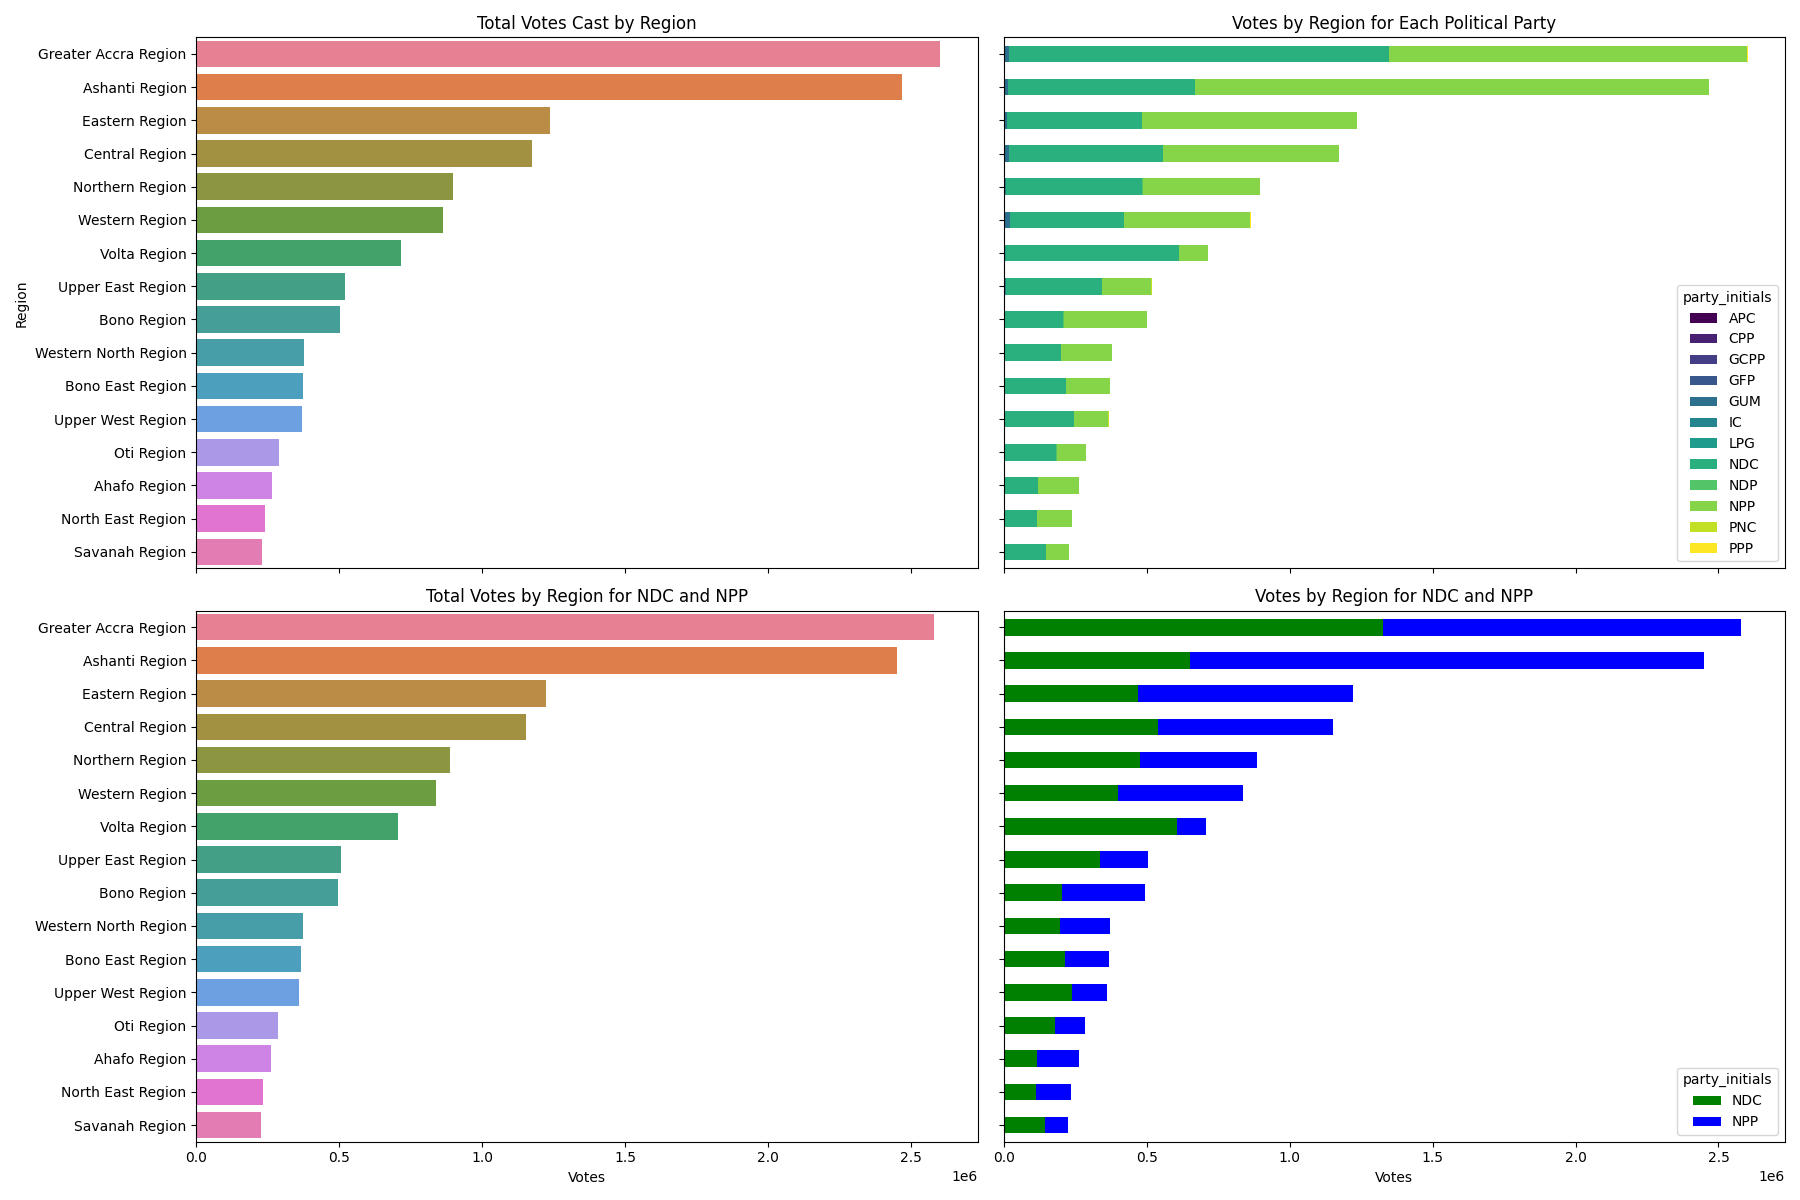 Total Votes Cast by Region
Region
Greater Accra Region
Ashanti Region
Eastern Region
Central Region
Northern Region
Western Region
Volta Region
Upper East Region
Bono Region
Western North Region
Bono East Region
Upper West Region
Oti Region
Ahafo Region
North East Region
Savanah Region
Votes by Region for Each Political Party
party_initials
APC
CPP
GCPP
GFP
GUM
IC
LPG
NDC
NDP
NPP
PNC
PPP
Total Votes by Region for NDC and NPP
Greater Accra Region
Ashanti Region
Eastern Region
Central Region
Northern Region
Western Region
Volta Region
Upper East Region
Bono Region
Western North Region
Bono East Region
Upper West Region
Oti Region
Ahafo Region
North East Region
Savanah Region
0.0 0.5 1.0 1.5 2.0 2.5
Votes
1e6
Votes by Region for NDC and NPP
party_initials
NDC
NPP
0.0 0.5 1.0 1.5 2.0 2.5
Votes
1e6